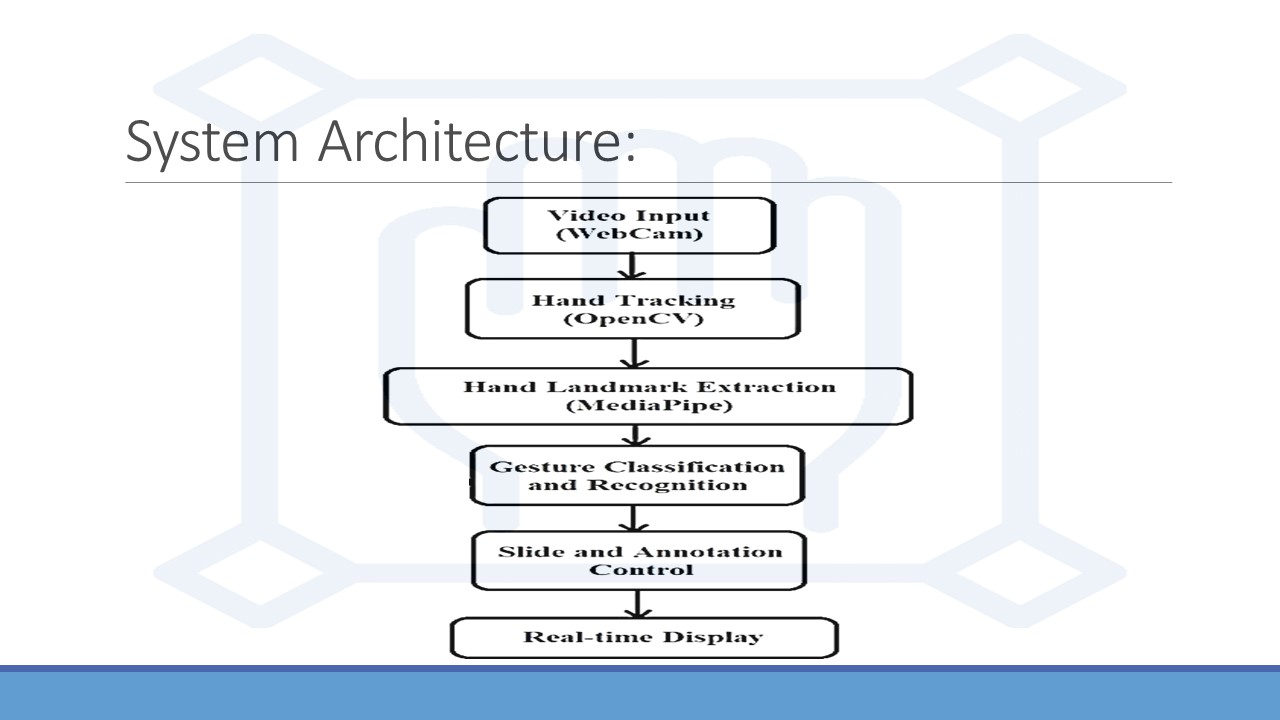 System Architecture:
Video Input
(WebCam)
Hand Tracking
(OpenCV)
Hand Landmark Extraction
(MediaPipe)
Gesture Classification
and Recognition
Slide and Annotation
Control
Real-time Display